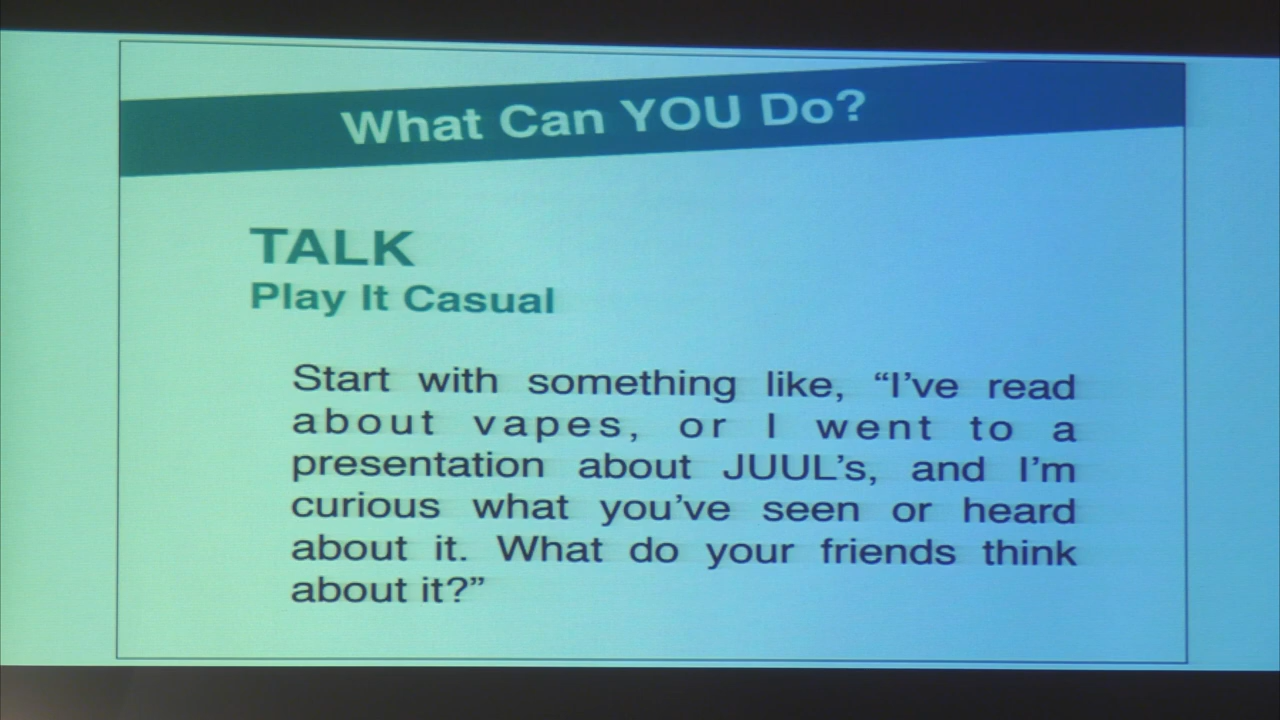 What Can YOU Do?
TALK
Play It Casual
Start with something like, “I’ve read
about vapes, or I went to a
presentation about JUUL’s, and I’m
curious what you’ve seen or heard
about it. What do your friends think
about it?”